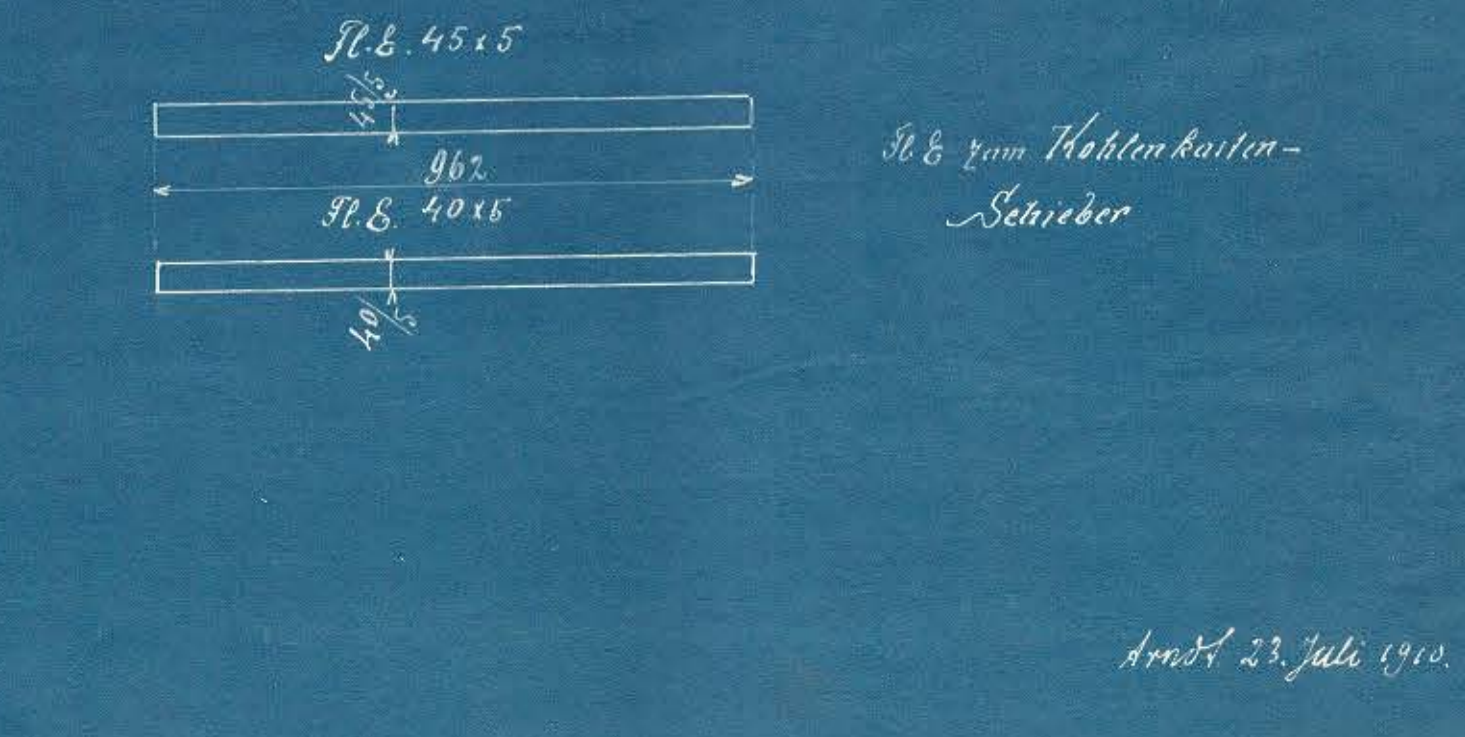 Fl.E. 45x5
45/5
962
Fl.E. 40x5
40/5
Fl. E zum Kohlenkasten-
Schieber
Arndt 23. Juli 1910.